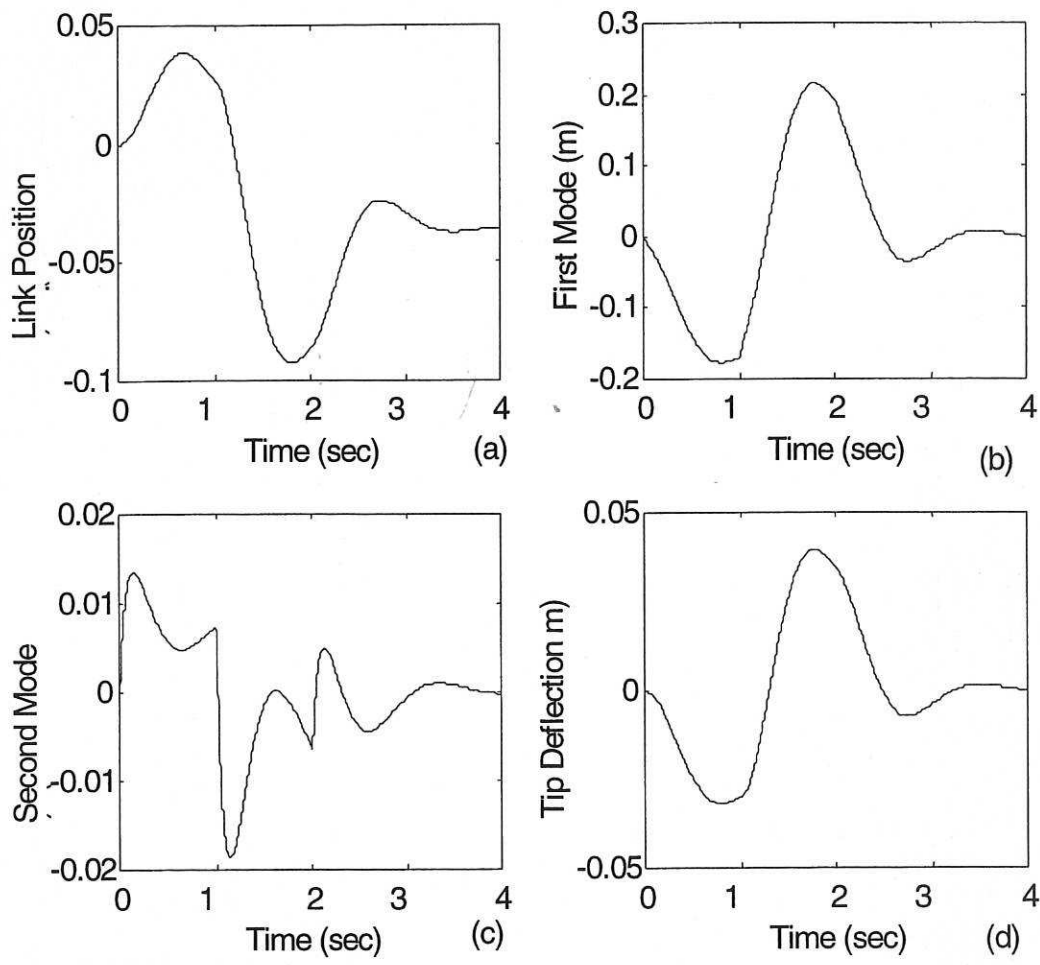 0.05
0
-0.05
-0.1
Link Position
0 1 2 3 4
Time (sec)
(a)
0.3
0.2
0.1
0
-0.1
-0.2
First Mode (m)
0 1 2 3 4
Time (sec)
(b)
0.02
0.01
0
-0.01
-0.02
Second Mode
0 1 2 3 4
Time (sec)
(c)
0.05
0
-0.05
Tip Deflection m)
0 1 2 3 4
Time (sec)
(d)